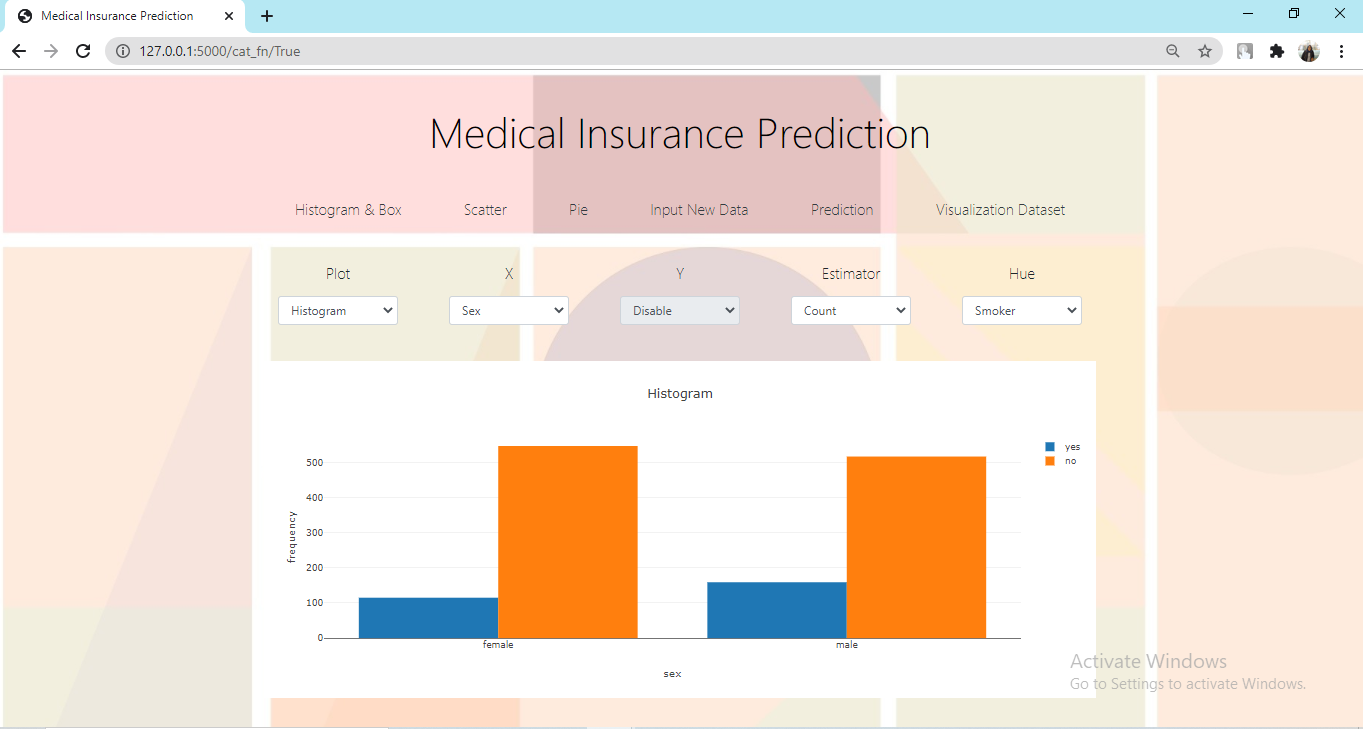 Medical Insurance Prediction
127.0.0.1:5000/cat_fn/True
Medical Insurance Prediction
Histogram & Box Scatter Pie Input New Data Prediction Visualization Dataset
Plot X Y Estimator Hue
Histogram Sex Disable Count Smoker
Histogram
yes
no
500
400
300
200
100
0
frequency
female male
sex
Activate Windows
Go to Settings to activate Windows.